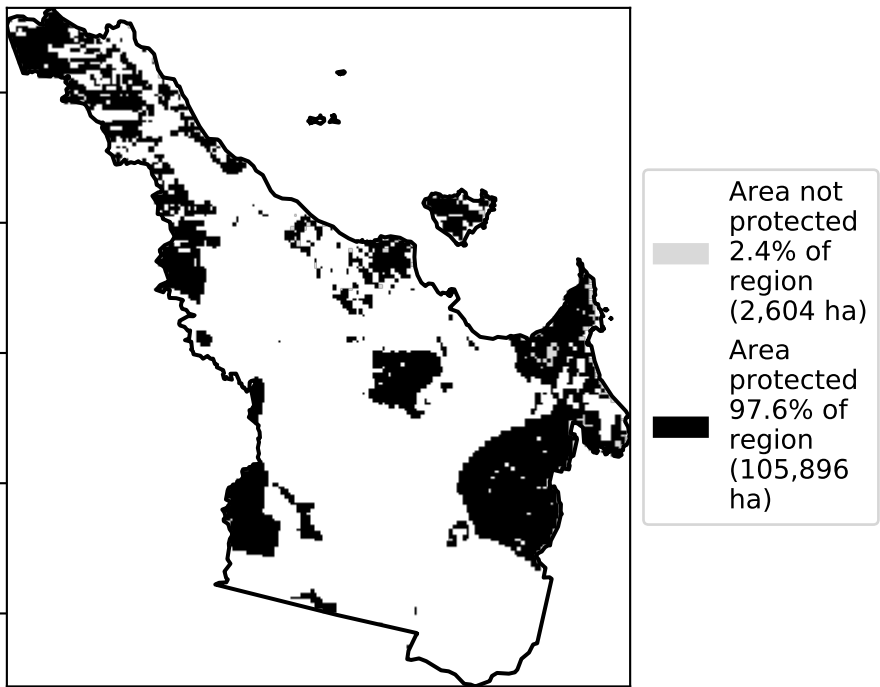 Area not
protected
2.4% of
region
(2,604 ha)
Area
protected
97.6% of
region
(105,896
ha)